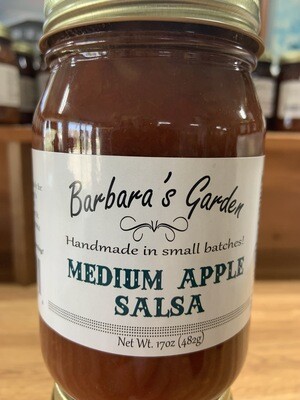 Barbara's Garden
Handmade in small batches!
MEDIUM APPLE
SALSA
Net Wt. 17oz (482g)